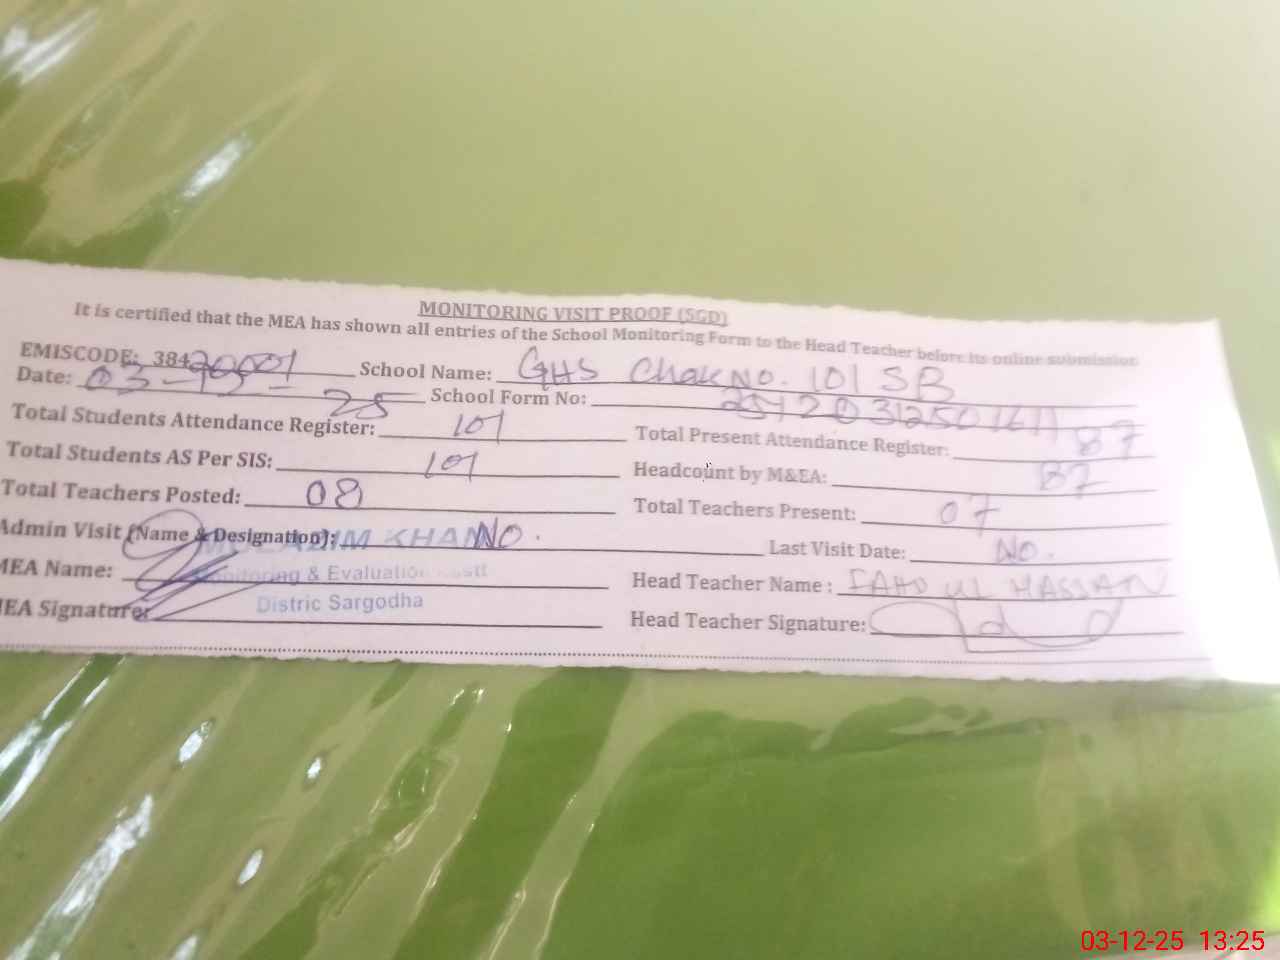 MONITORING VISIT PROOF (SGD)
It is certified that the MEA has shown all entries of the School Monitoring Form to the Head Teacher before its online submission
EMISCODE: 38420001 School Name: GHS Chak No. 101 SB
Date: 03-12-25 School Form No:
Total Students Attendance Register: 101 Total Present Attendance Register: 87
Total Students AS Per SIS: 101 Headcount by M&EA: 87
Total Teachers Posted: 08 Total Teachers Present: 07
Admin Visit (Name & Designation): KHAN NO. Last Visit Date: No.
MEA Name: Monitoring & Evaluation Head Teacher Name : UL HASSAN
MEA Signature: Distric Sargodha Head Teacher Signature:
03-12-25 13:25